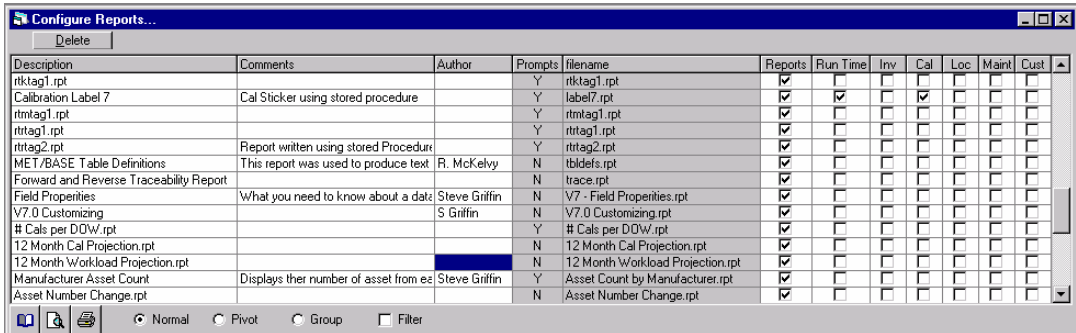 Configure Reports...
Delete
Description Comments Author Prompts filename Reports Run Time Inv Cal Loc Maint Cust
rtktag1.rpt Y rtktag1.rpt
Calibration Label 7 Cal Sticker using stored procedure Y label7.rpt
rtmtag1.rpt Y rtmtag1.rpt
rtrtag1.rpt Y rtrtag1.rpt
rtrtag2.rpt Report written using stored Procedure Y rtrtag2.rpt
MET/BASE Table Definitions This report was used to produce text R. McKelvy N tbldefs.rpt
Forward and Reverse Traceability Report N trace.rpt
Field Properities What you need to know about a data Steve Griffin N V7 - Field Properities.rpt
V7.0 Customizing S Griffin N V7.0 Customizing.rpt
# Cals per DOW.rpt Y # Cals per DOW.rpt
12 Month Cal Projection.rpt N 12 Month Cal Projection.rpt
12 Month Workload Projection.rpt N 12 Month Workload Projection.rpt
Manufacturer Asset Count Displays ther number of asset from ea Steve Griffin Y Asset Count by Manufacturer.rpt
Asset Number Change.rpt N Asset Number Change.rpt
Normal Pivot Group Filter